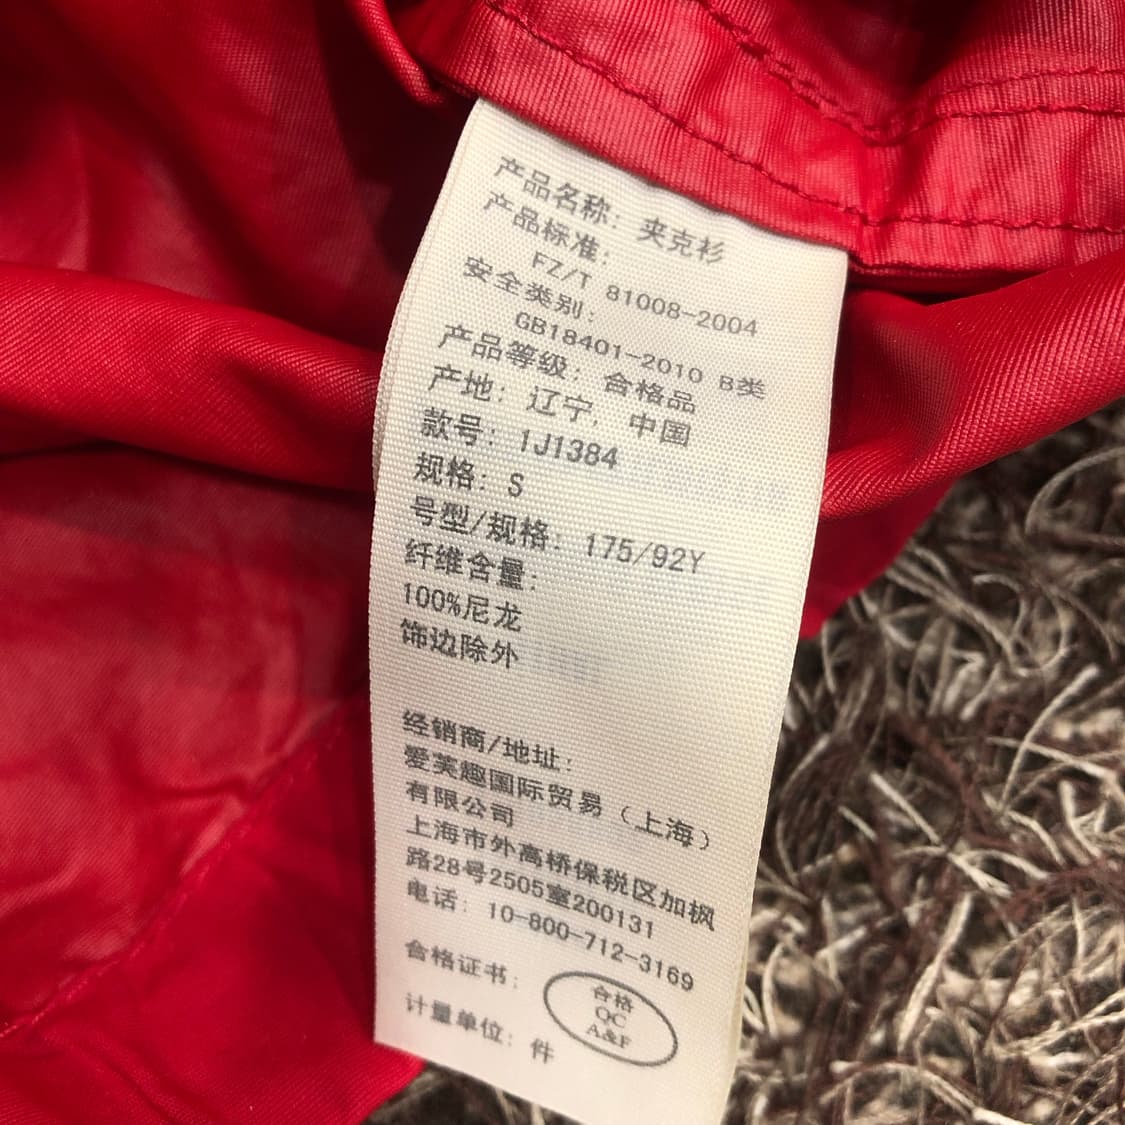 产品名称: 夹克衫
产品标准:
FZ/T 81008-2004
安全类别:
GB18401-2010 B类
产品等级: 合格品
产地: 辽宁, 中国
款号: 1J1384
规格: S
号型/规格: 175/92Y
纤维含量:
100%尼龙
饰边除外
经销商/地址:
爱芙趣国际贸易（上海）
有限公司
上海市外高桥保税区加枫
路28号2505室200131
电话: 10-800-712-3169
合格证书:
合格
QC
A&F
计量单位: 件